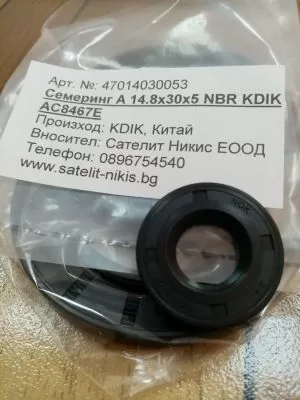 Арт. №: 47014030053
Семеринг А 14.8x30x5 NBR KDIK
AC8467E
Произход: KDIK, Китай
Вносител: Сателит Никис ЕООД
Телефон: 0896754540
www.satelit-nikis.bg
NQK